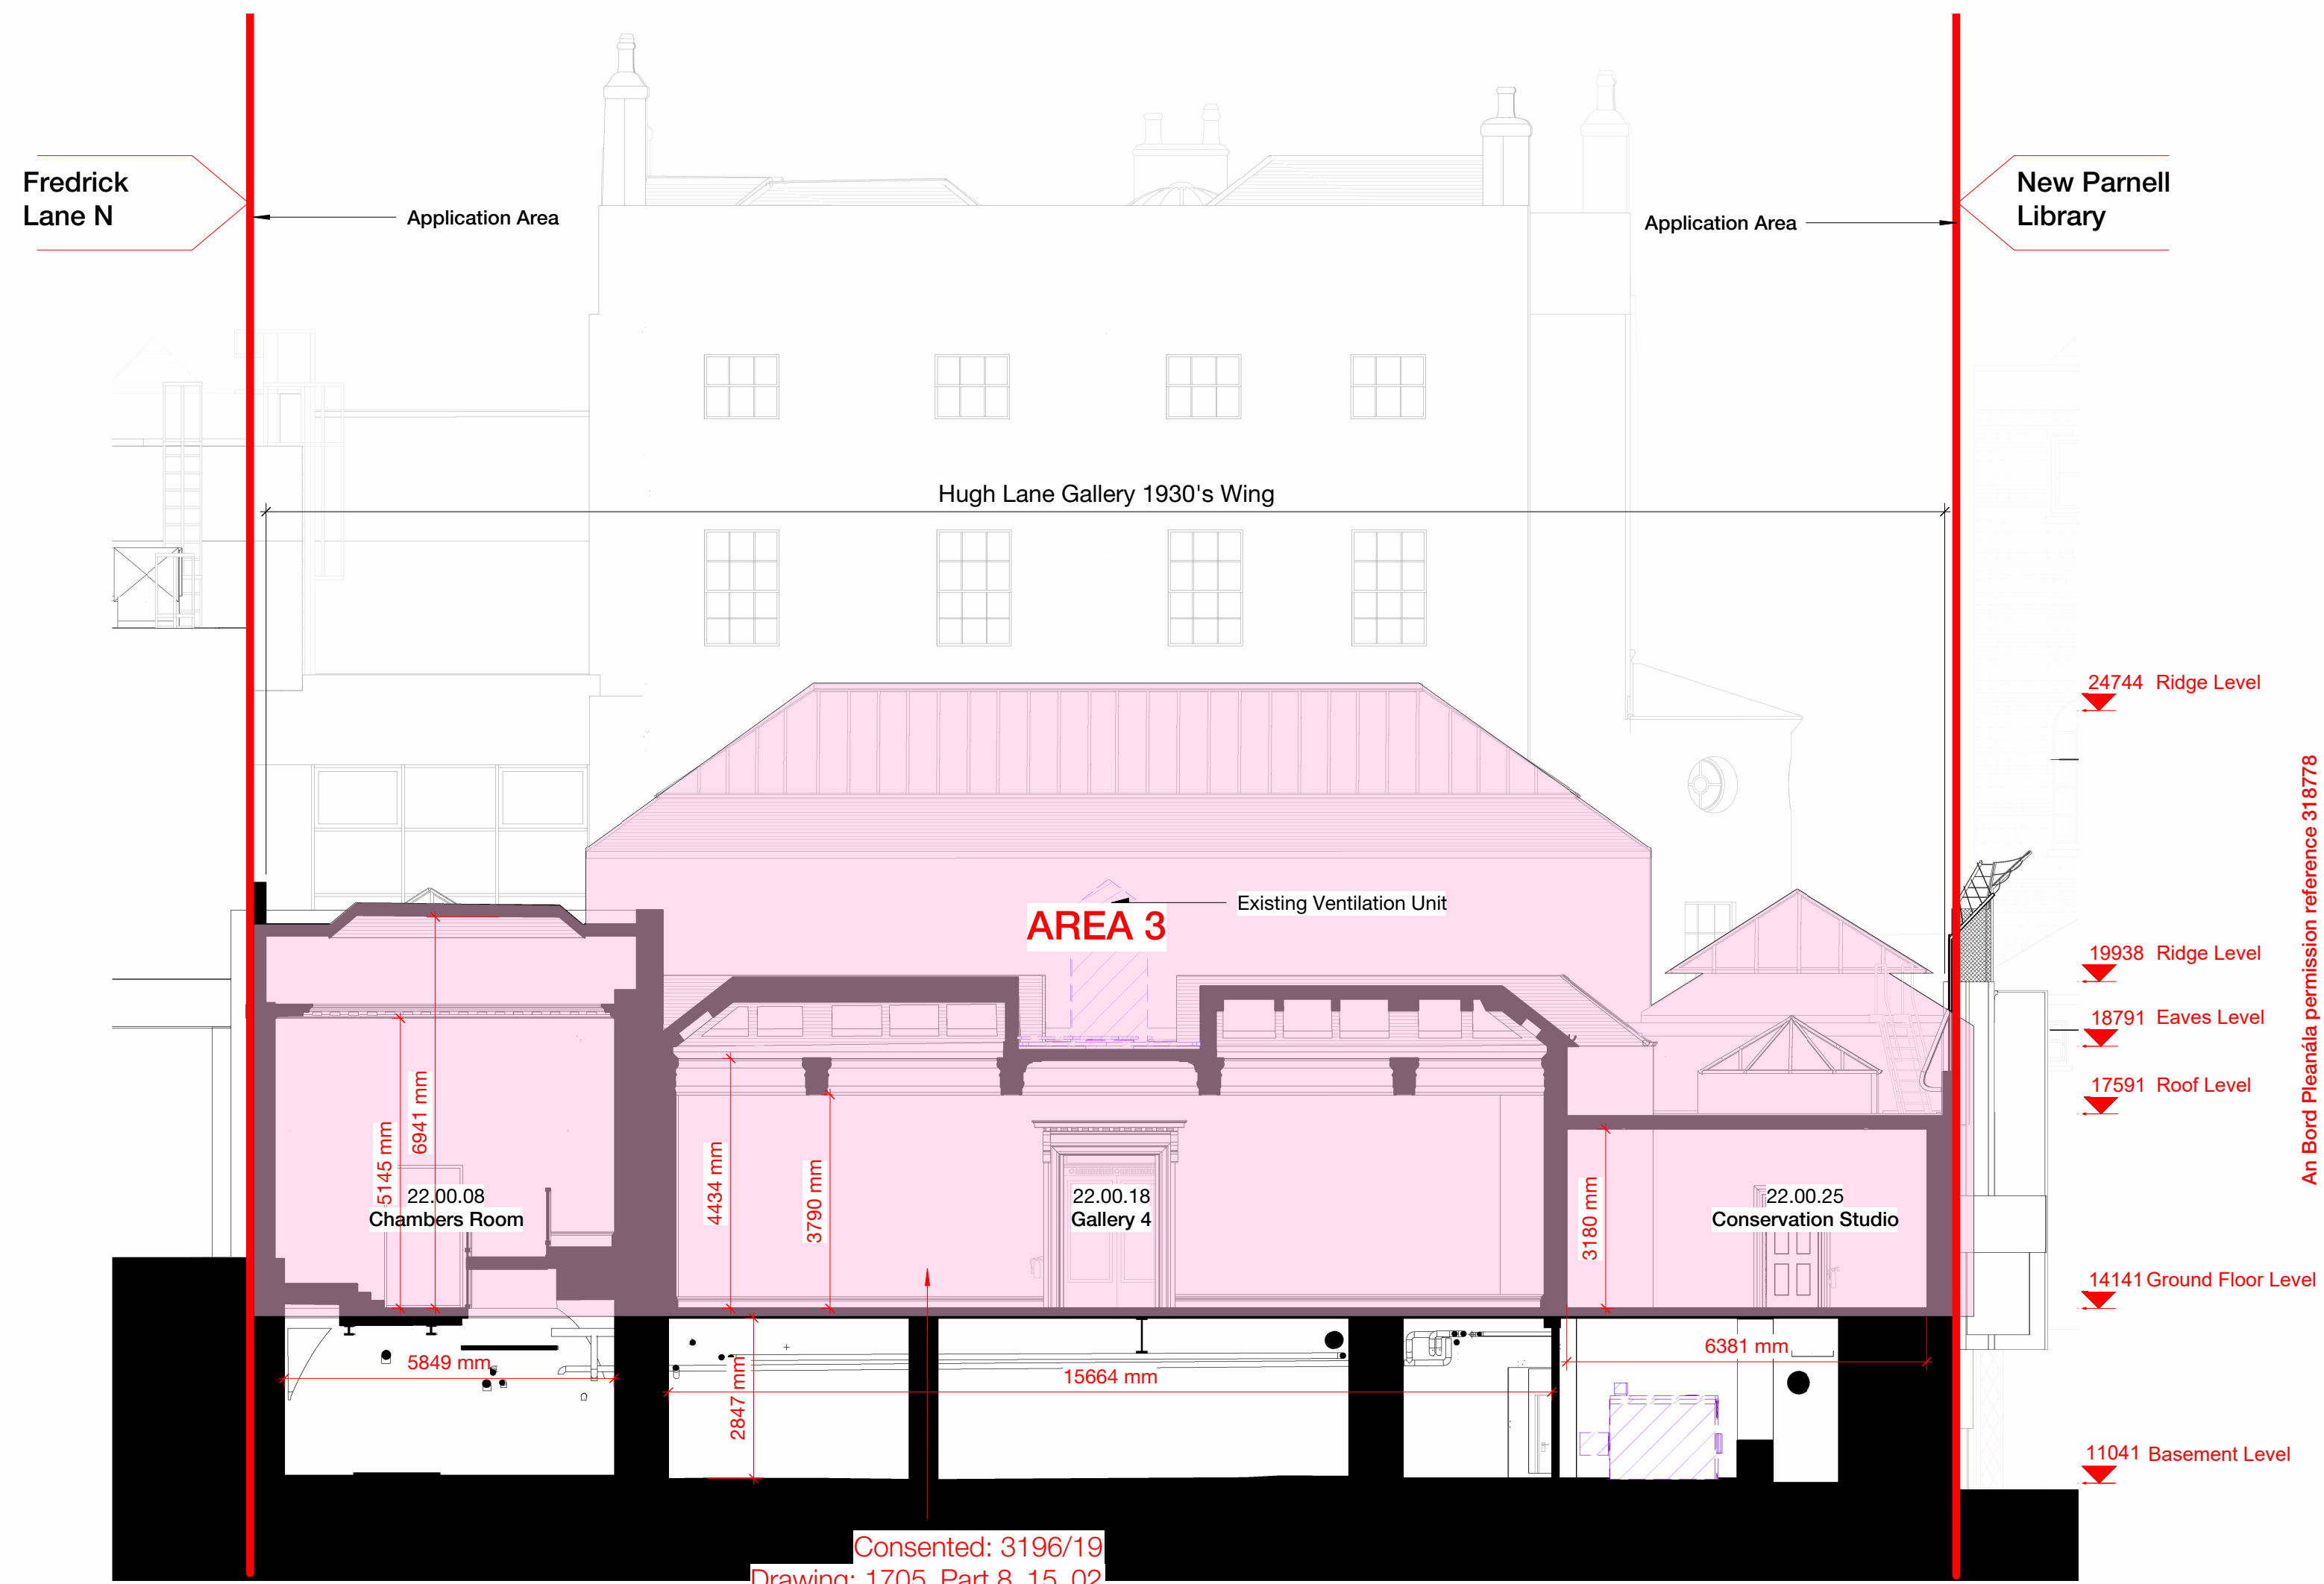 Fredrick
Lane N
Application Area
Application Area
New Parnell
Library
Hugh Lane Gallery 1930's Wing
24744 Ridge Level
An Bord Pleanála permission reference 318778
Existing Ventilation Unit
AREA 3
19938 Ridge Level
18791 Eaves Level
17591 Roof Level
6941 mm
5145 mm
4434 mm
3790 mm
3180 mm
22.00.08
Chambers Room
22.00.18
Gallery 4
22.00.25
Conservation Studio
14141 Ground Floor Level
5849 mm
2847 mm
15664 mm
6381 mm
11041 Basement Level
Consented: 3196/19
Drawing: 1705_Part 8_15_02